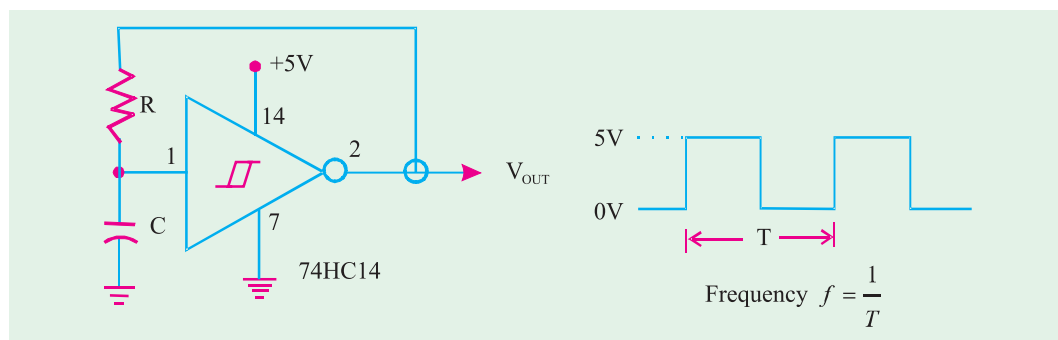 +5V
R
14
1
2
V_OUT
C
7
74HC14
5V
0V
T
Frequency f = 1/T